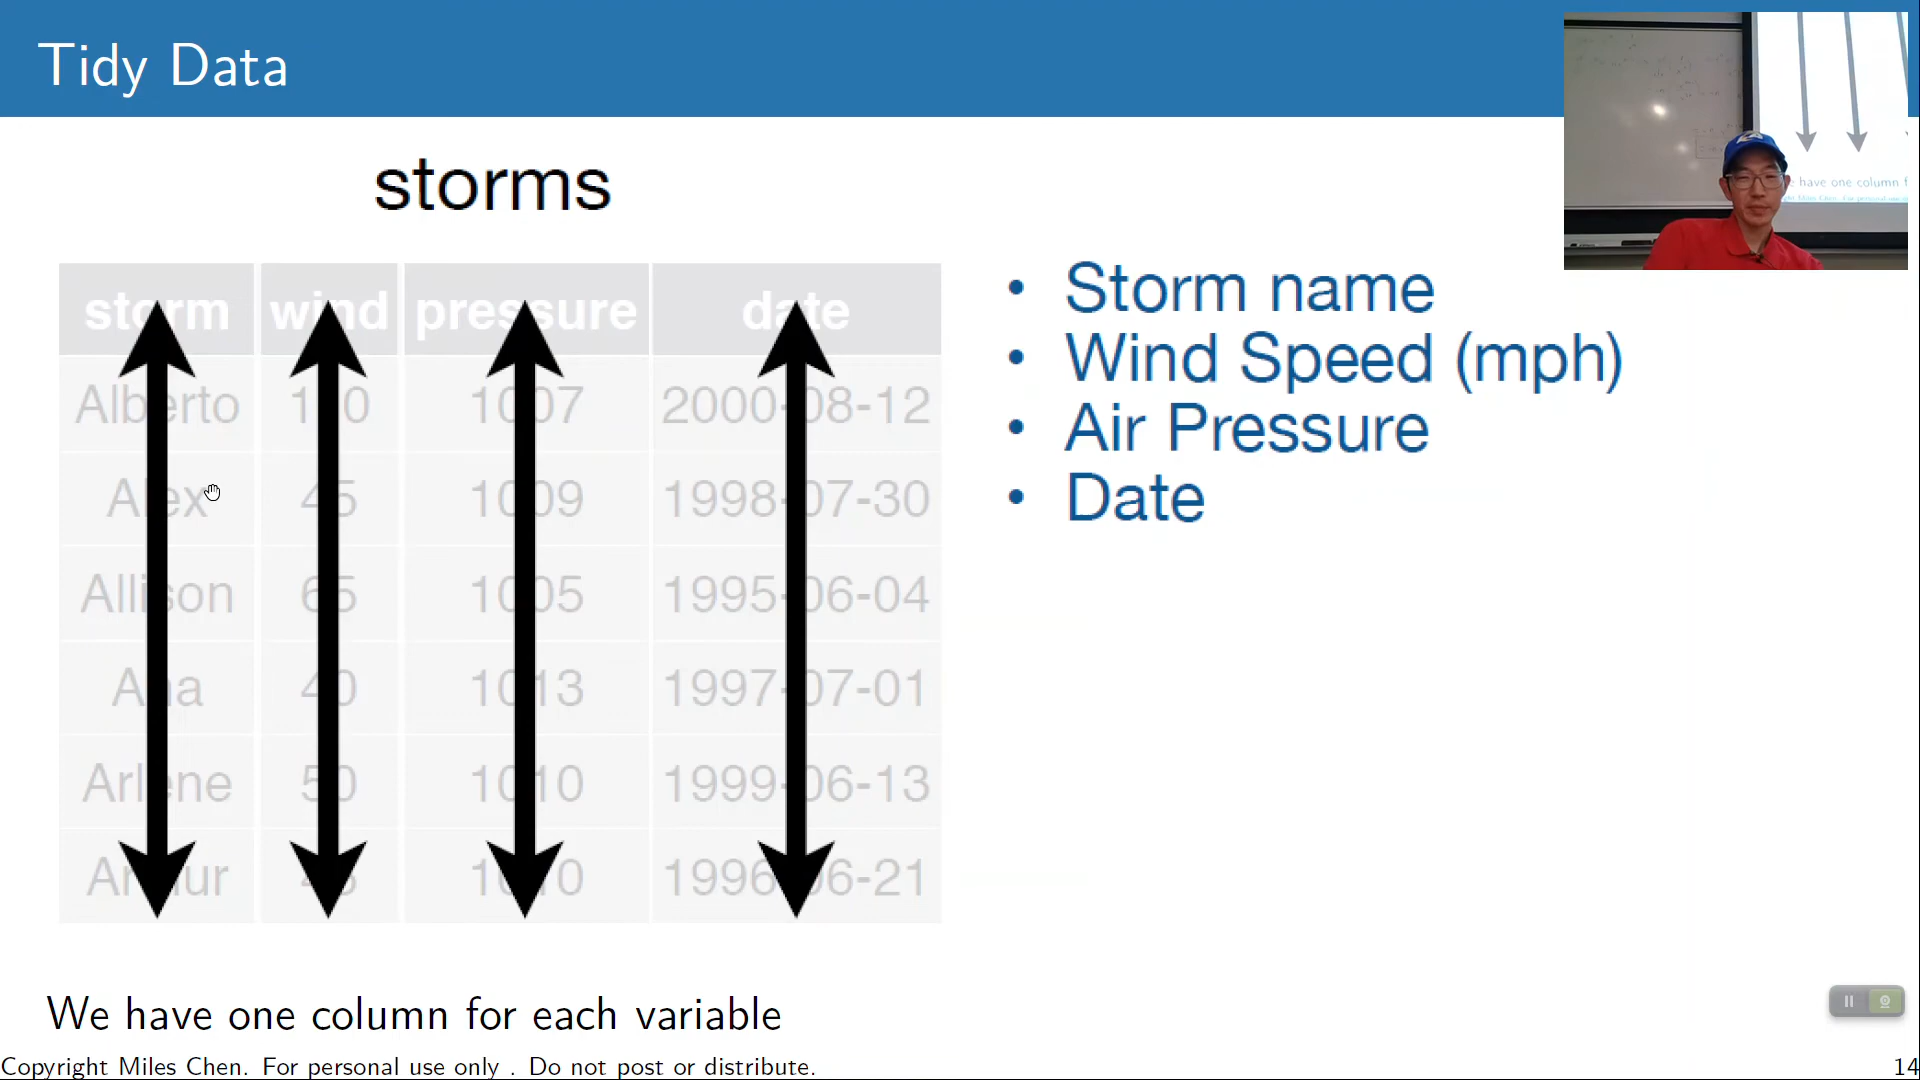 Tidy Data
storms
storm wind pressure date
Alberto 110 1007 2000-08-12
Alex 45 1009 1998-07-30
Allison 65 1005 1995-06-04
Ana 40 1013 1997-07-01
Arlene 50 1010 1999-06-13
Arthur 45 1010 1996-06-21
• Storm name
• Wind Speed (mph)
• Air Pressure
• Date
have one column f
We have one column for each variable
Copyright Miles Chen. For personal use only . Do not post or distribute.
14